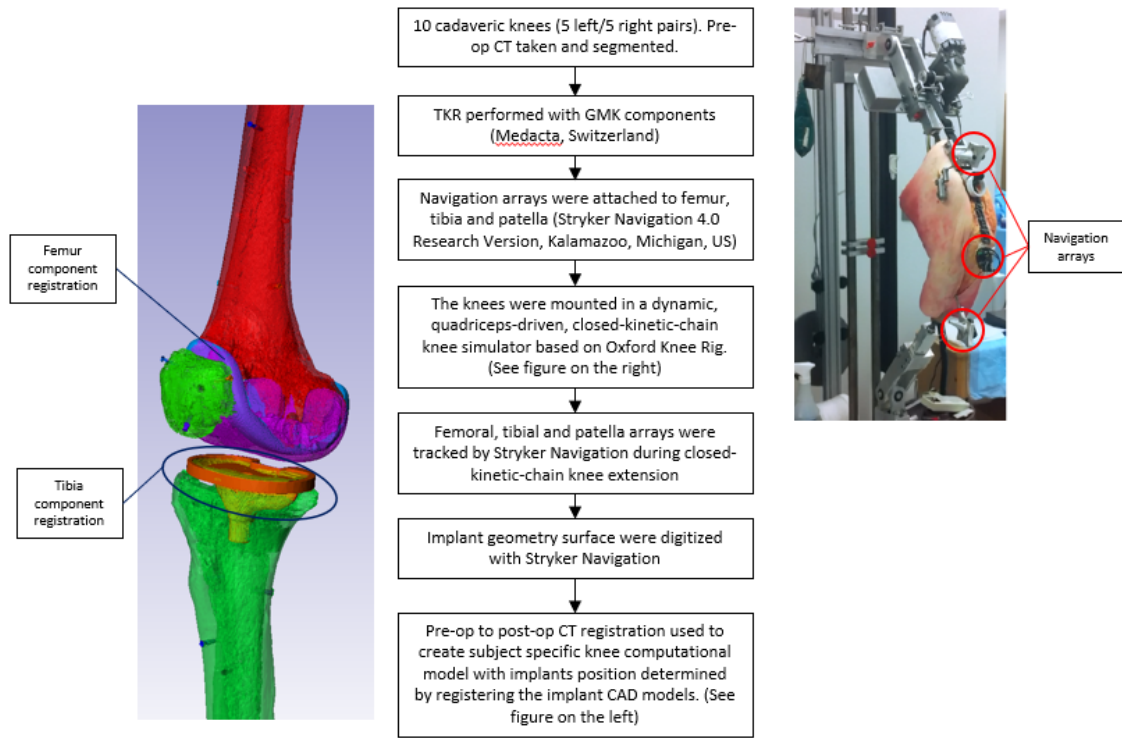 10 cadaveric knees (5 left/5 right pairs). Pre-
op CT taken and segmented.
TKR performed with GMK components
(Medacta, Switzerland)
Navigation arrays were attached to femur,
tibia and patella (Stryker Navigation 4.0
Research Version, Kalamazoo, Michigan, US)
The knees were mounted in a dynamic,
quadriceps-driven, closed-kinetic-chain
knee simulator based on Oxford Knee Rig.
(See figure on the right)
Femoral, tibial and patella arrays were
tracked by Stryker Navigation during closed-
kinetic-chain knee extension
Implant geometry surface were digitized
with Stryker Navigation
Pre-op to post-op CT registration used to
create subject specific knee computational
model with implants position determined
by registering the implant CAD models. (See
figure on the left)
Femur
component
registration
Tibia
component
registration
Navigation
arrays